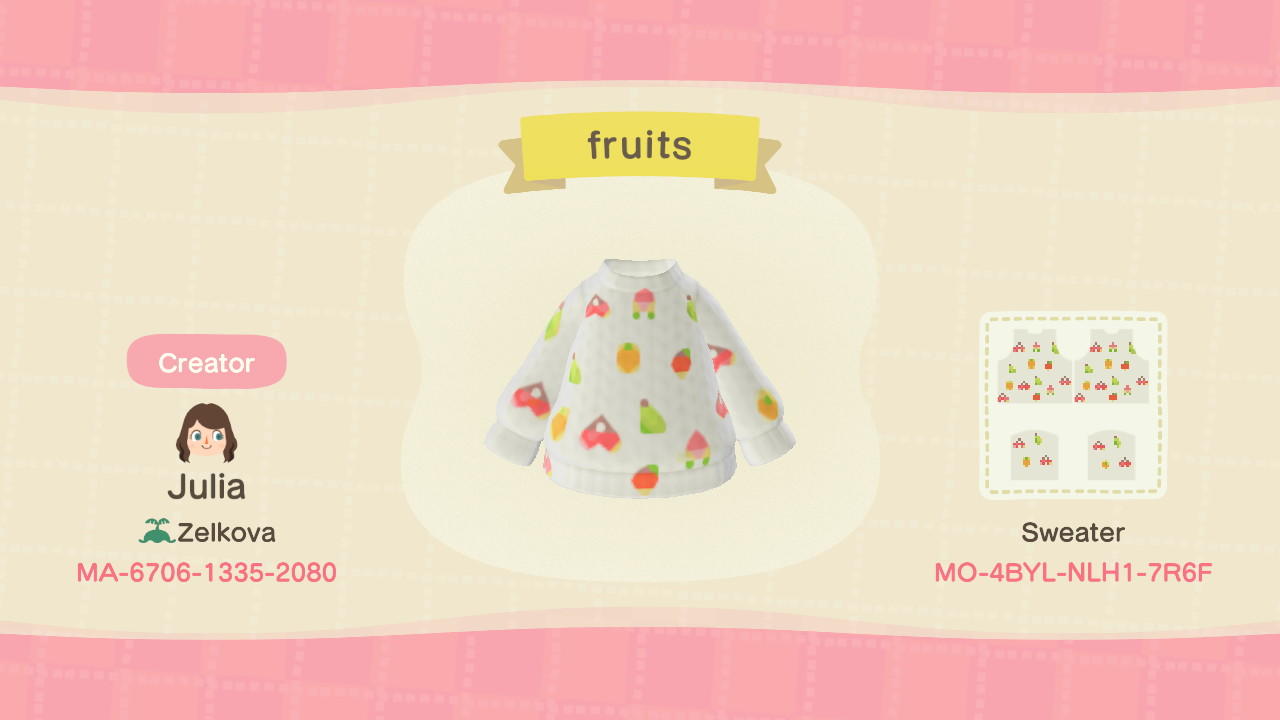 fruits
Creator
Julia
Zelkova
MA-6706-1335-2080
Sweater
MO-4BYL-NLH1-7R6F